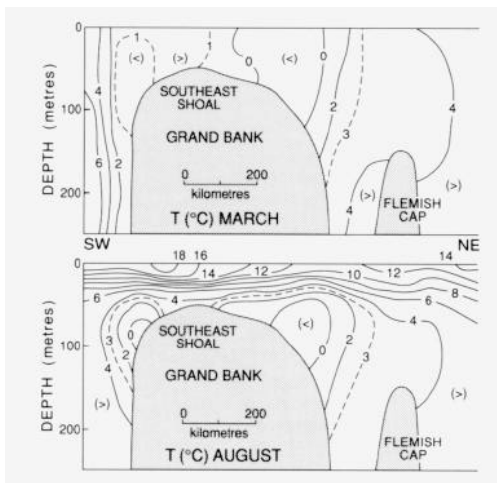 0
1
1
(<)
(>)
(<)
0
0
4
2
4
SOUTHEAST
SHOAL
100
3
6
2
GRAND BANK
DEPTH (metres)
0 200
kilometres
(>)
(>)
200
T (°C) MARCH
4
FLEMISH
CAP
SW
NE
18 16
14
0
14
12
10
12
6
4
6
8
4
0
(<)
3
2
SOUTHEAST
SHOAL
0
2
3
100
4
GRAND BANK
DEPTH (metres)
(>)
(>)
0 200
kilometres
200
T (°C) AUGUST
FLEMISH
CAP